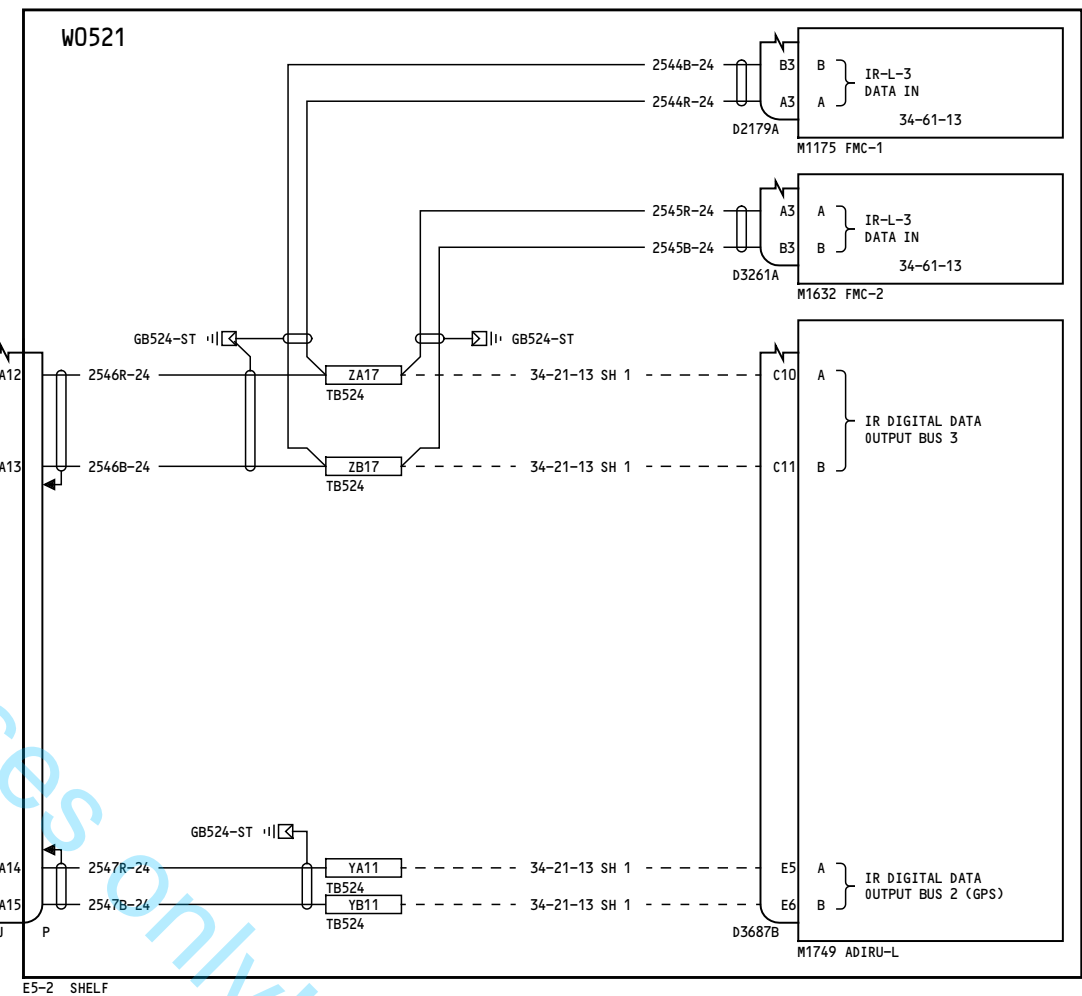 W0521
2544B-24 B3 B
IR-L-3
DATA IN
2544R-24 A3 A
34-61-13
D2179A
M1175 FMC-1
2545R-24 A3 A
IR-L-3
DATA IN
2545B-24 B3 B
34-61-13
D3261A
M1632 FMC-2
GB524-ST GB524-ST
A12 2546R-24 ZA17 34-21-13 SH 1 C10 A
TB524
IR DIGITAL DATA
OUTPUT BUS 3
A13 2546B-24 ZB17 34-21-13 SH 1 C11 B
TB524
GB524-ST
A14 2547R-24 YA11 34-21-13 SH 1 E5 A
TB524
IR DIGITAL DATA
OUTPUT BUS 2 (GPS)
A15 2547B-24 YB11 34-21-13 SH 1 E6 B
TB524
J P
D3687B
M1749 ADIRU-L
E5-2 SHELF
only